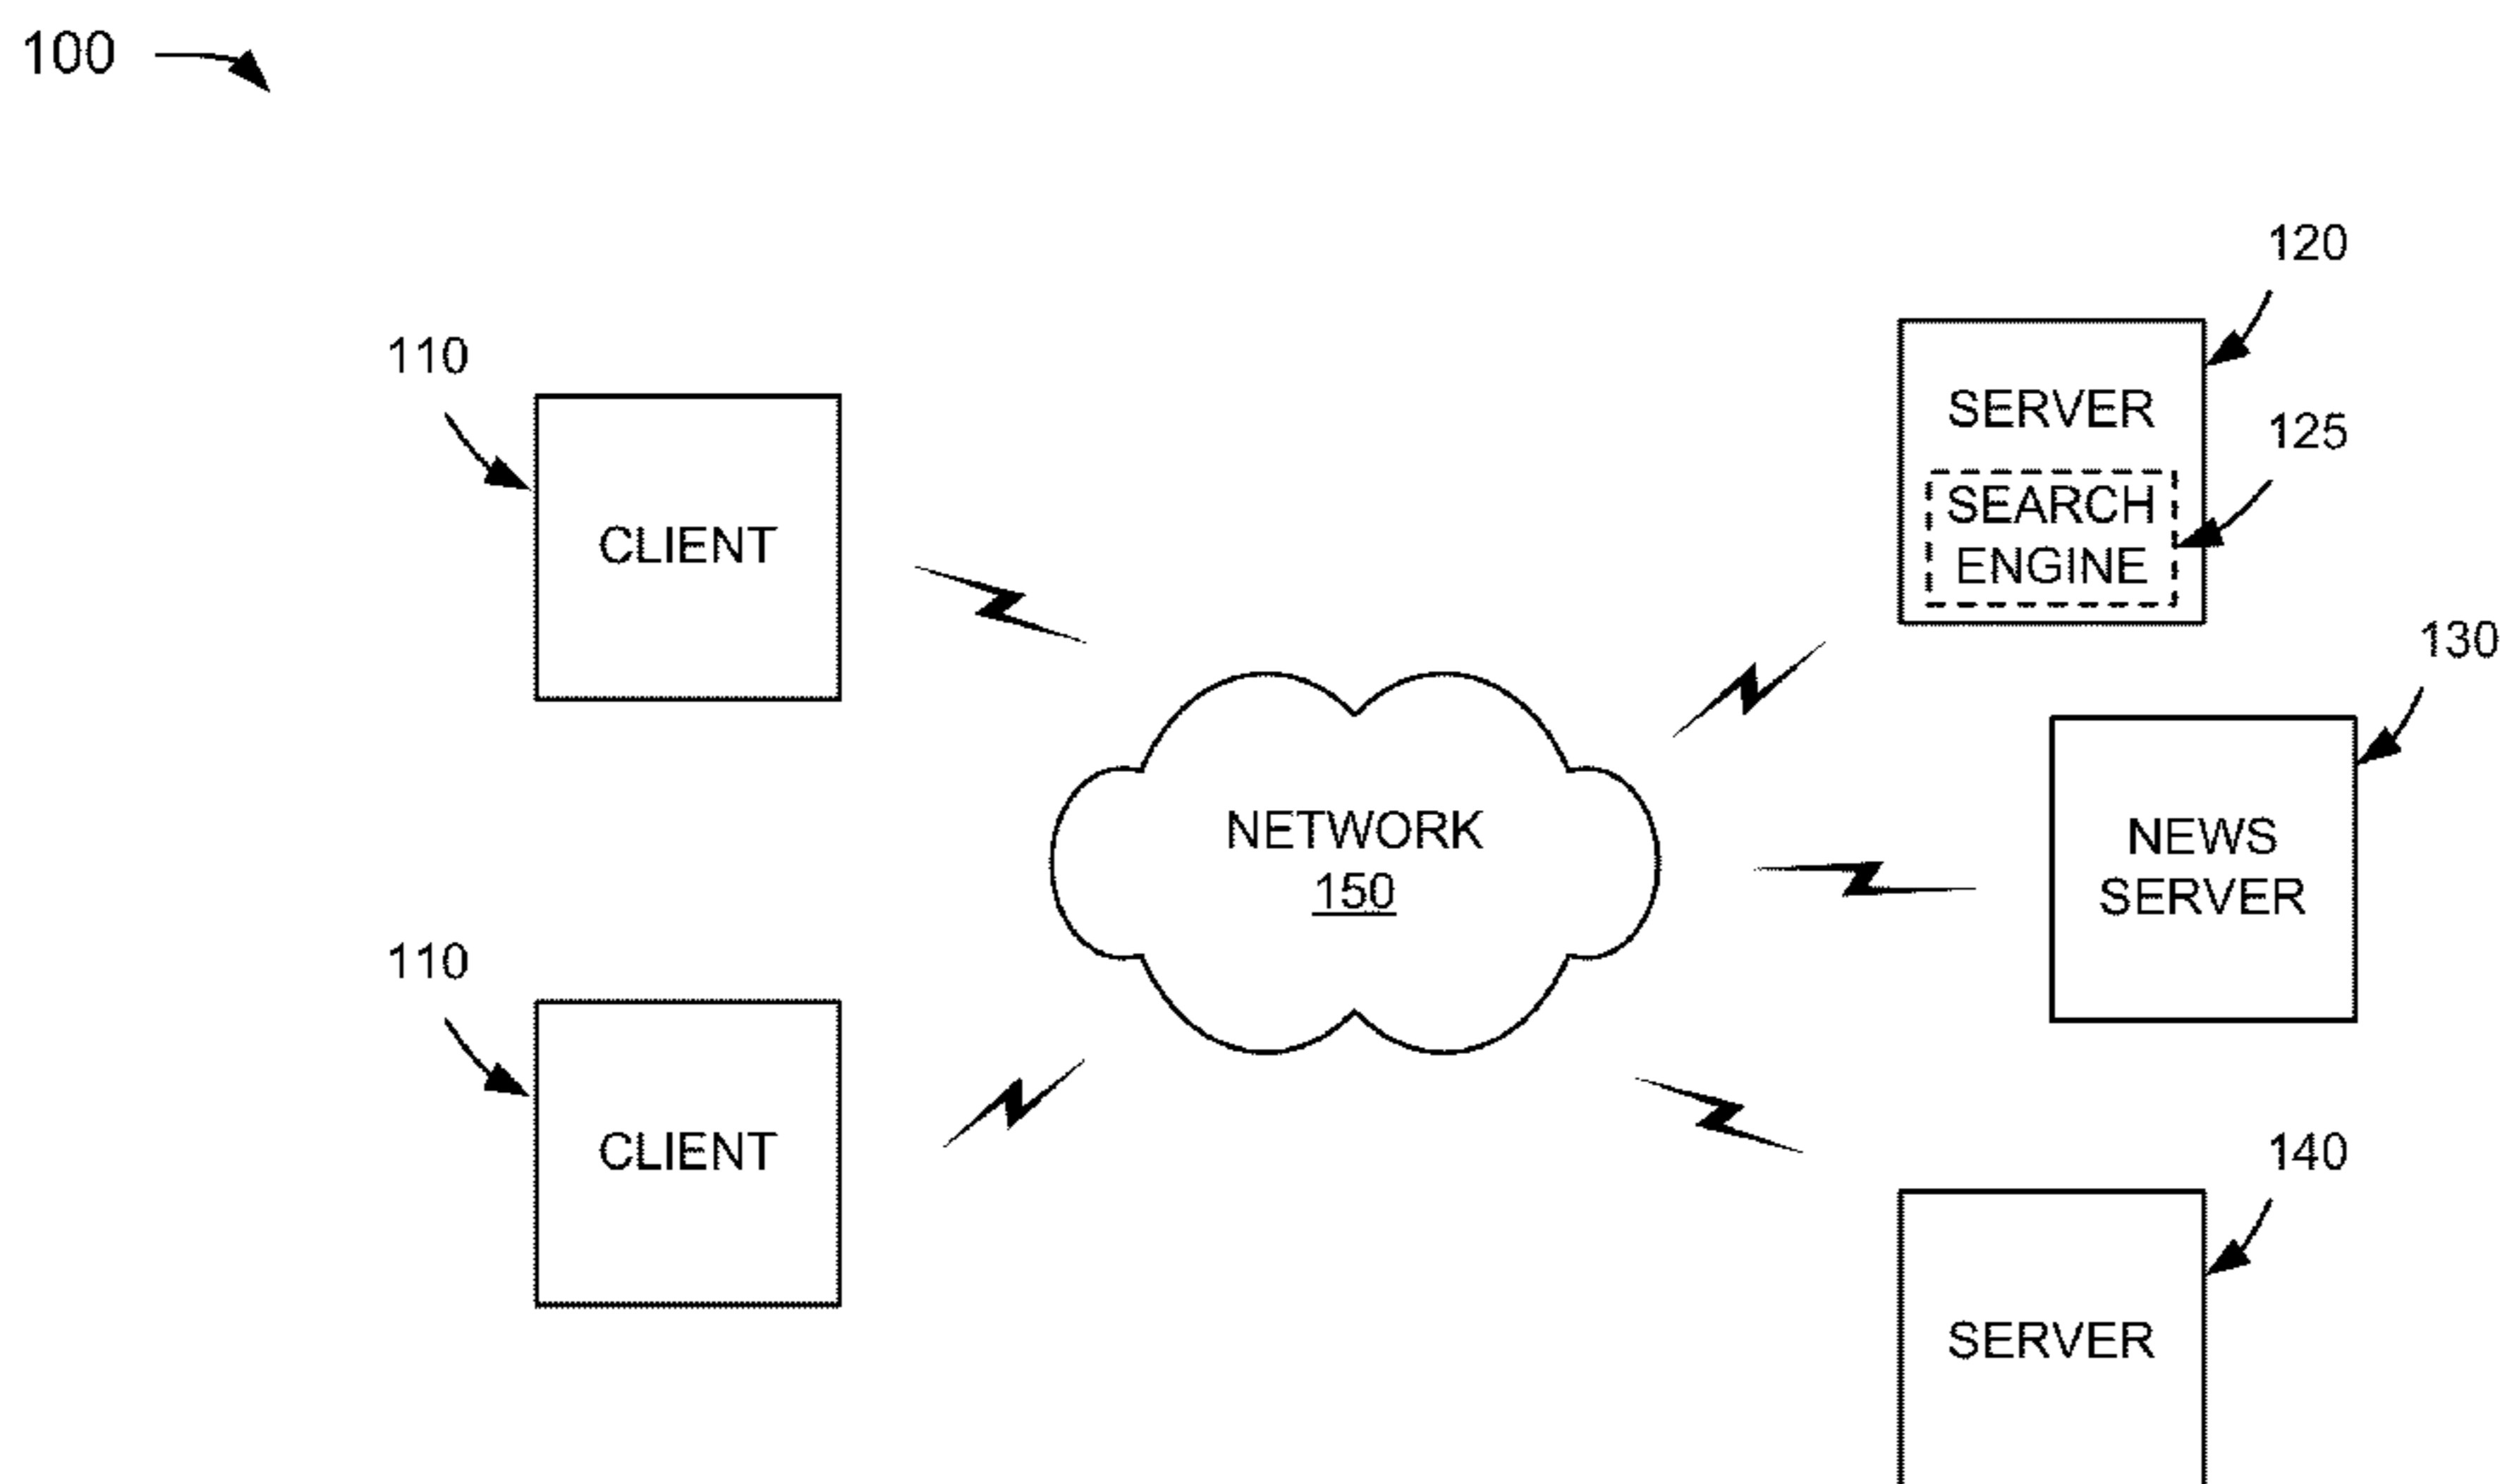 100
120
110
SERVER
125
SEARCH
ENGINE
CLIENT
130
NETWORK
150
NEWS
SERVER
110
CLIENT
140
SERVER